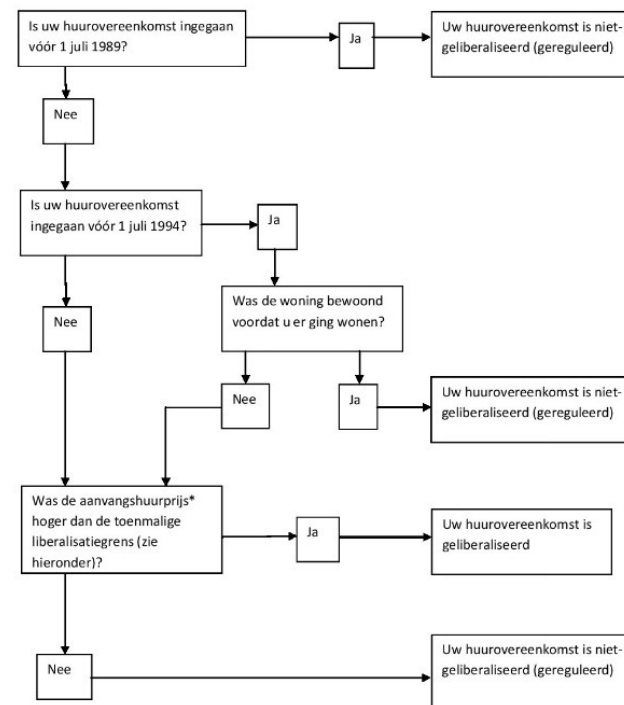 Is uw huurovereenkomst ingegaan
vóór 1 juli 1989?
Ja
Uw huurovereenkomst is niet-
geliberaliseerd (gereguleerd)
Nee
Is uw huurovereenkomst
ingegaan vóór 1 juli 1994?
Ja
Was de woning bewoond
voordat u er ging wonen?
Nee
Nee
Ja
Uw huurovereenkomst is niet-
geliberaliseerd (gereguleerd)
Was de aanvangshuurprijs*
hoger dan de toenmalige
liberalisatiegrens (zie
hieronder)?
Ja
Uw huurovereenkomst is
geliberaliseerd
Nee
Uw huurovereenkomst is niet-
geliberaliseerd (gereguleerd)